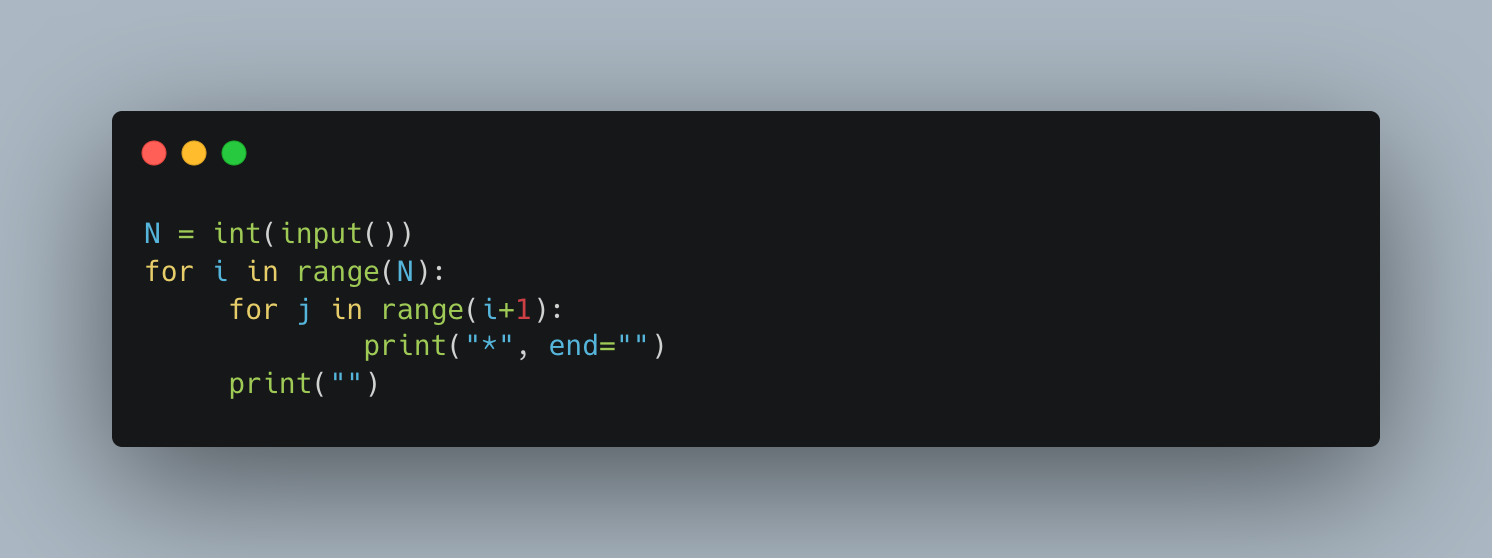 N = int(input())
for i in range(N):
     for j in range(i+1):
             print("*", end="")
     print("")